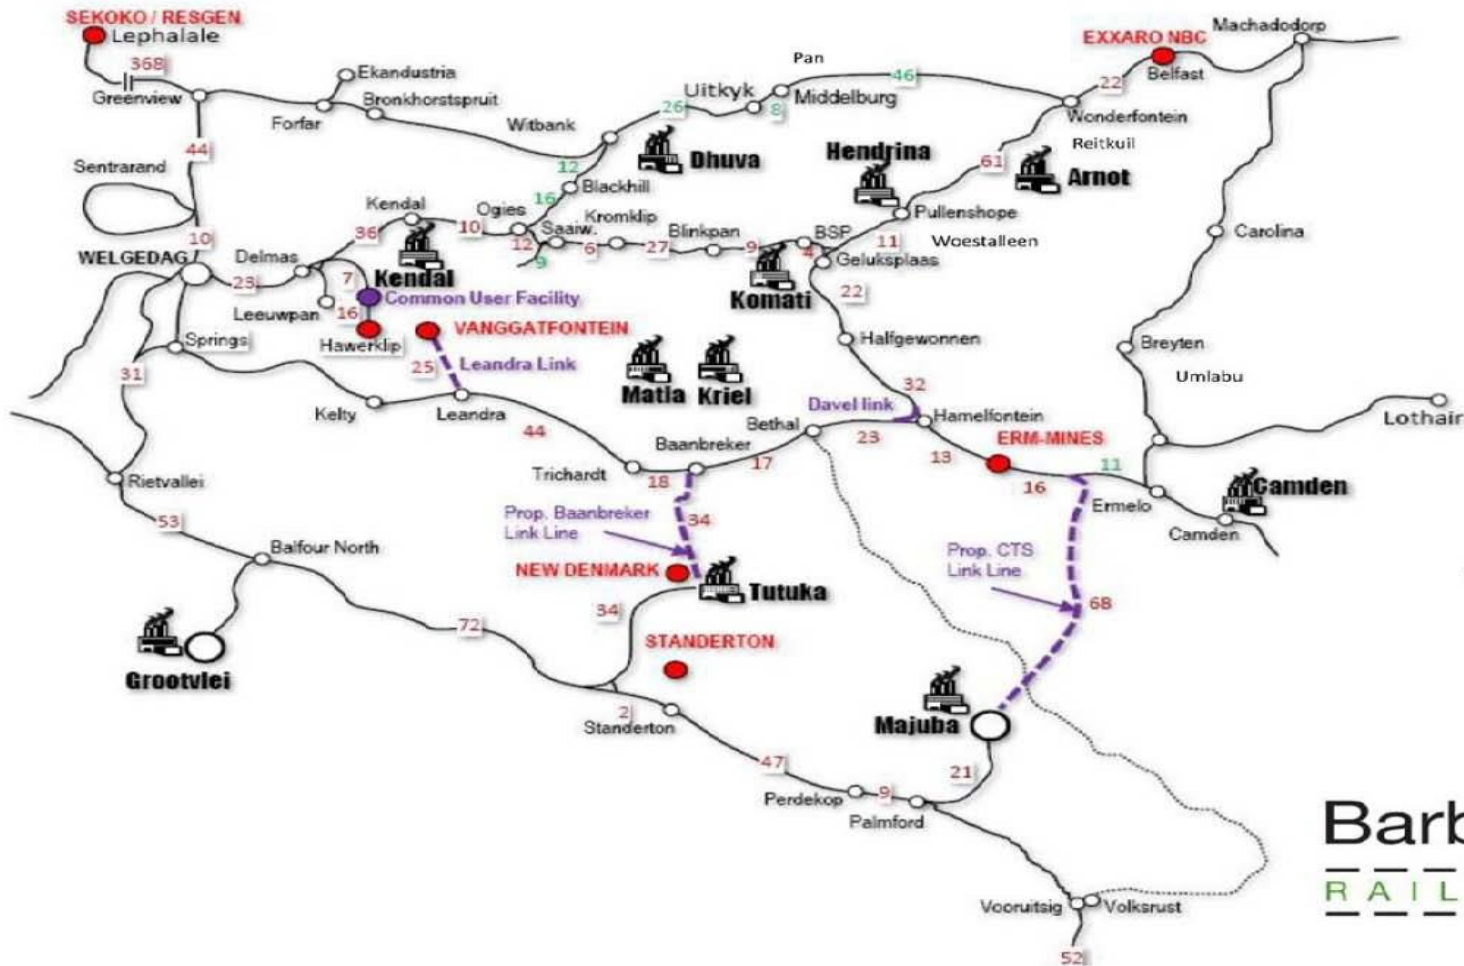 SEKOKO / RESGEN
Lephalale
368
Greenview
Ekandustria
Bronkhorstspruit
Forfar
Witbank
26
Uitkyk
8
Pan
Middelburg
46
EXXARO NBC
22
Belfast
Machadodorp
Wonderfontein
Reitkuil
44
Sentrarand
10
WELGEDAG
12
16
Blackhill
Dhuva
Hendrina
61
Arnot
Kendal
36
10
Ogies
12
Saaiw.
9
Kromklip
6
27
Blinkpan
9
BSP
4
Geluksplaas
11
Pullenshope
Woestalleen
Carolina
Delmas
23
Leeuwpan
7
16
Kendal
Common User Facility
Hawerklip
VANGGATFONTEIN
25
Leandra Link
Komati
22
Halfgewonnen
Springs
31
Kelty
Leandra
44
Matla
Kriel
32
Davel link
Hamelfontein
Bethal
23
13
ERM-MINES
16
11
Ermelo
Breyten
Umlabu
Lothair
Camden
Camden
Trichardt
18
Baanbreker
17
Rietvallei
53
Balfour North
Prop. Baanbreker
Link Line
34
NEW DENMARK
Tutuka
34
Prop. CTS
Link Line
68
Grootvlei
72
STANDERTON
2
Standerton
47
Majuba
21
Perdekop
9
Palmford
Vooruitsig
Volksrust
52
Barb
RAIL